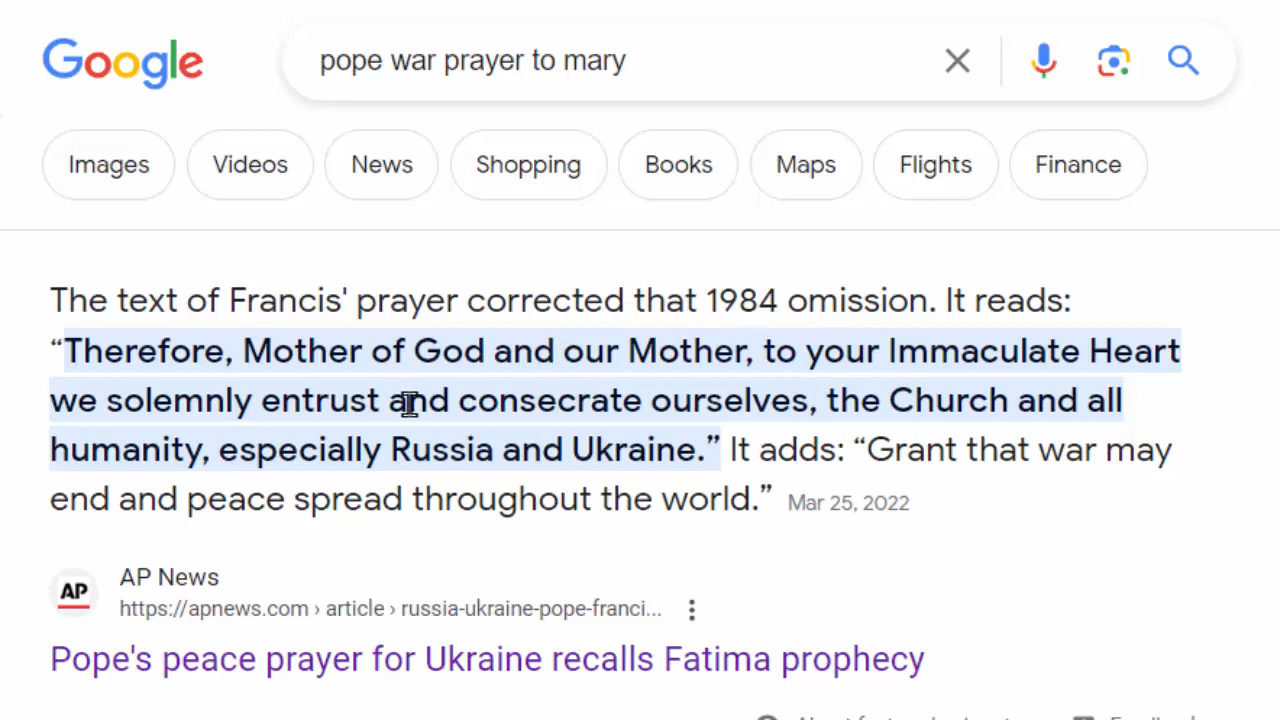 Google
pope war prayer to mary
Images Videos News Shopping Books Maps Flights Finance
The text of Francis' prayer corrected that 1984 omission. It reads:
“Therefore, Mother of God and our Mother, to your Immaculate Heart
we solemnly entrust and consecrate ourselves, the Church and all
humanity, especially Russia and Ukraine.” It adds: “Grant that war may
end and peace spread throughout the world.” Mar 25, 2022
AP
AP News
https://apnews.com › article › russia-ukraine-pope-franci...
Pope's peace prayer for Ukraine recalls Fatima prophecy